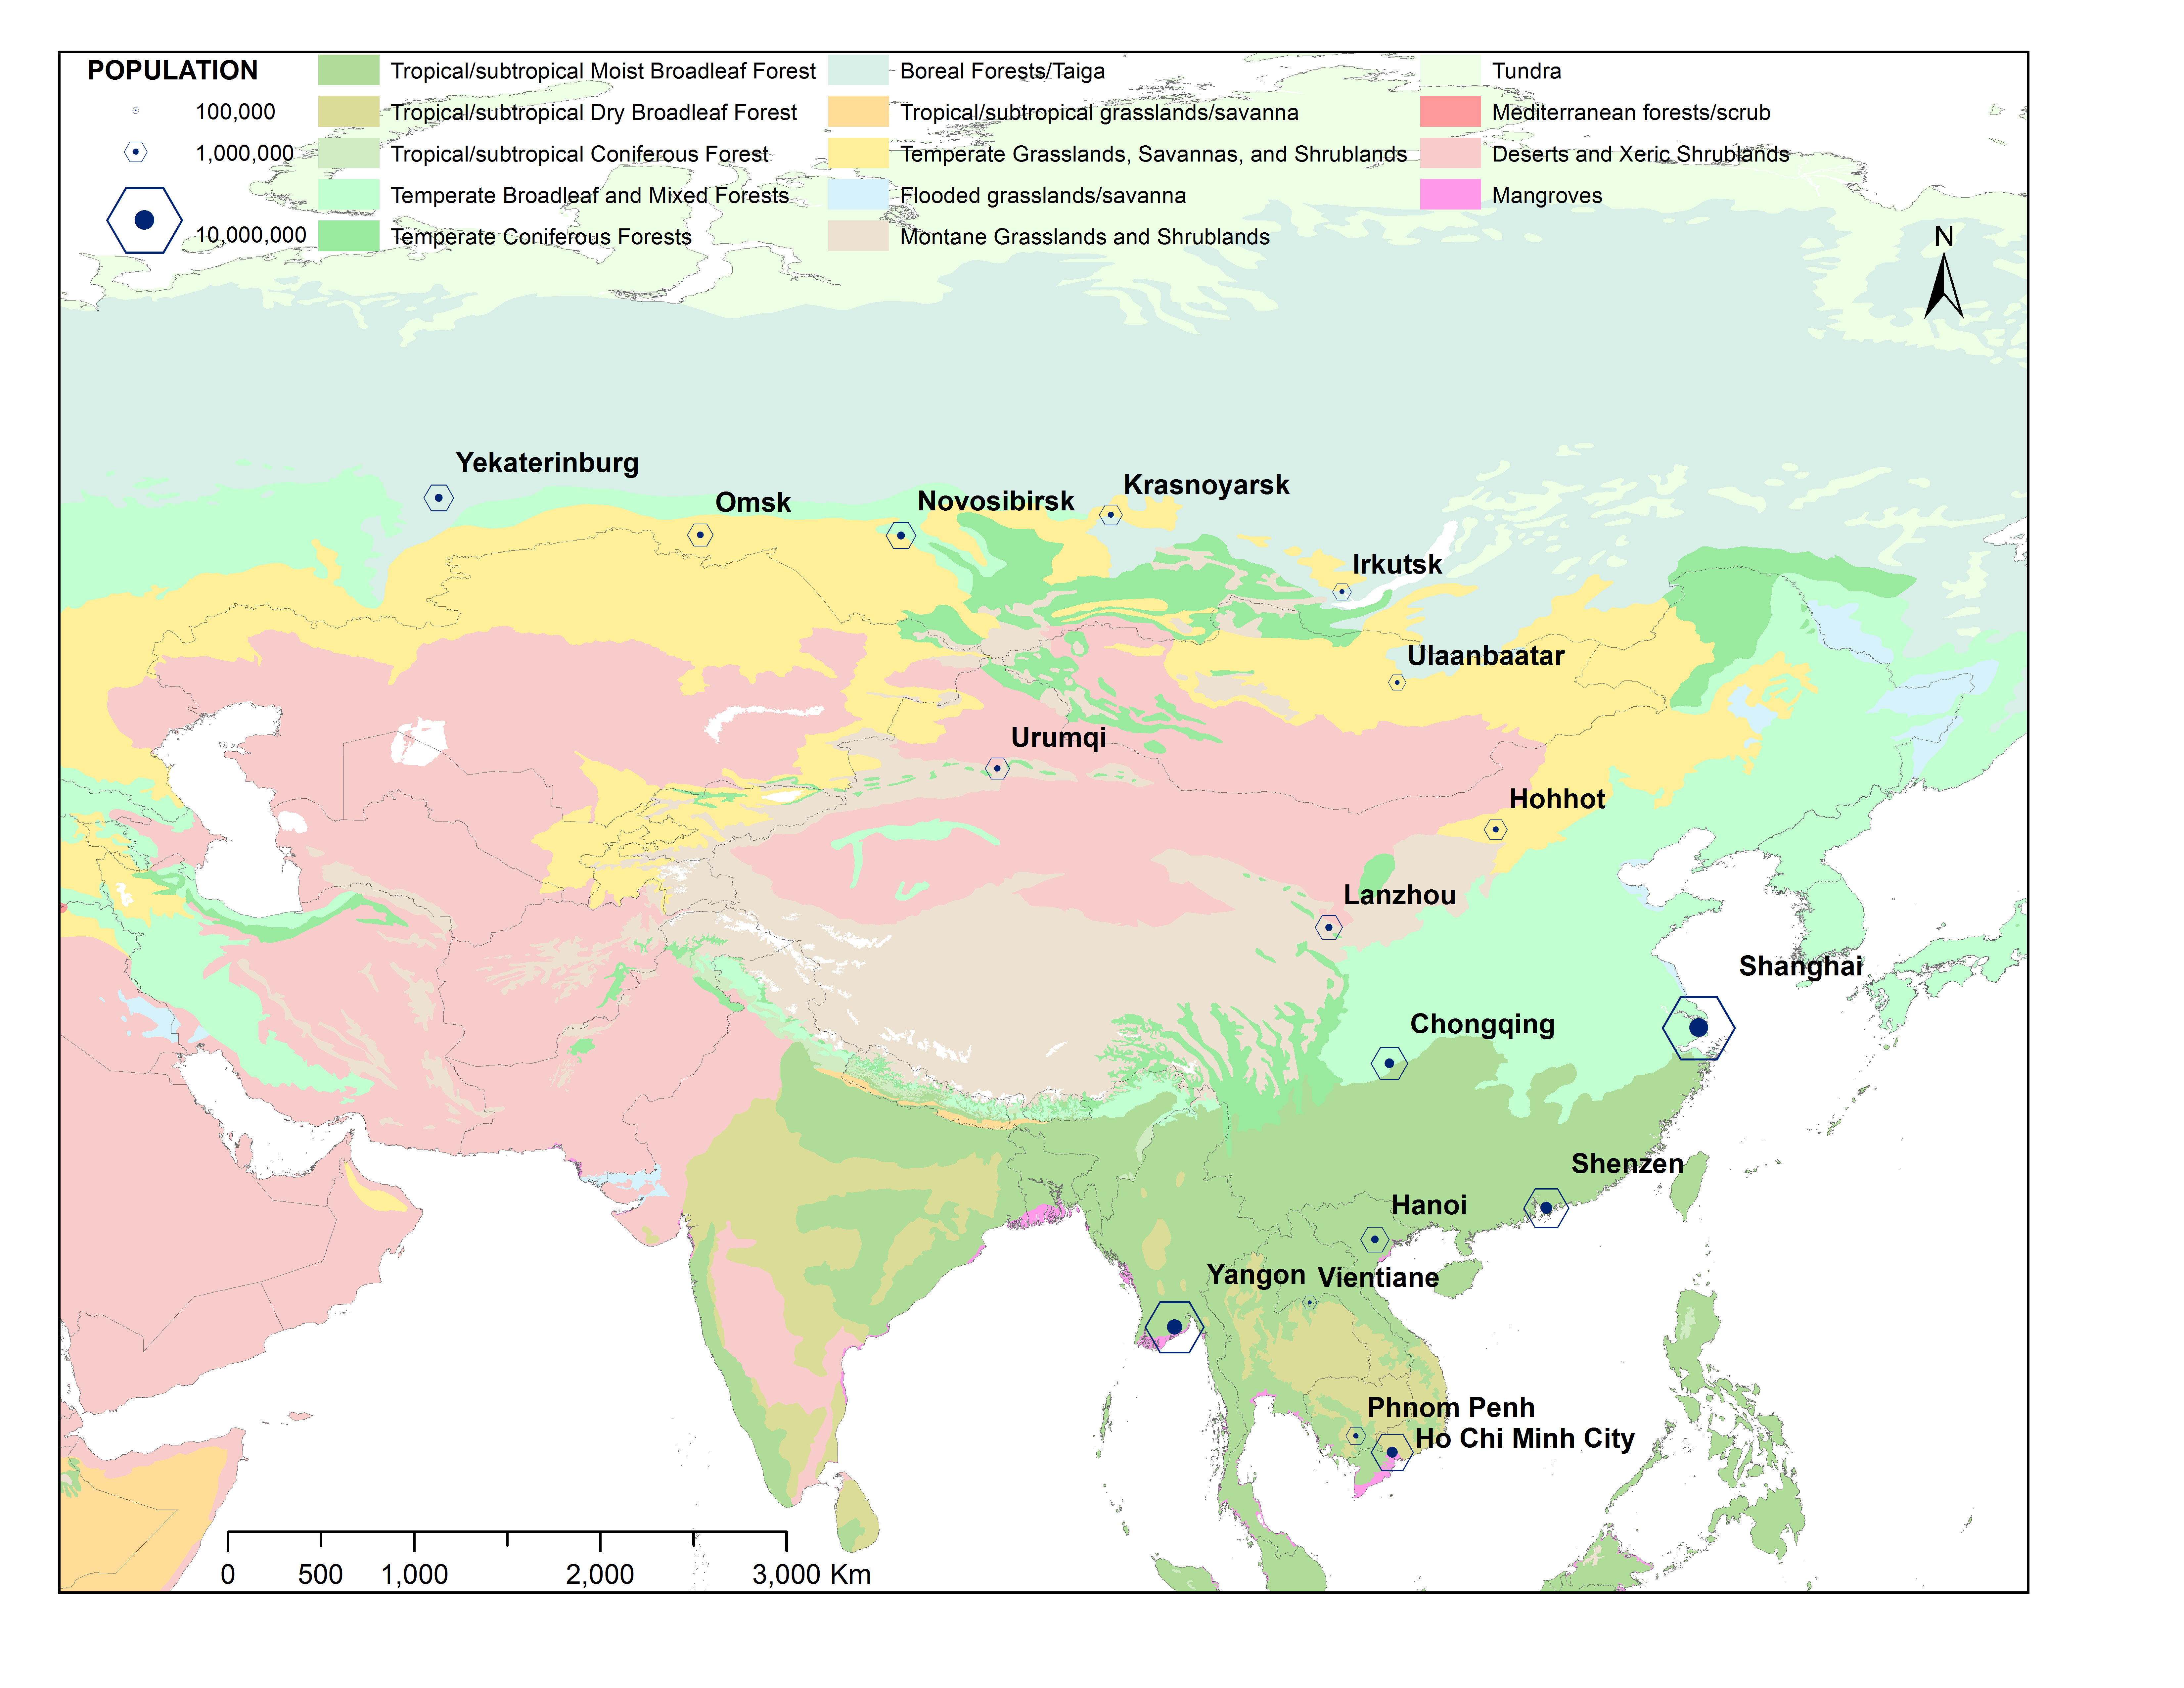 POPULATION
100,000
1,000,000
10,000,000
Tropical/subtropical Moist Broadleaf Forest
Tropical/subtropical Dry Broadleaf Forest
Tropical/subtropical Coniferous Forest
Temperate Broadleaf and Mixed Forests
Temperate Coniferous Forests
Boreal Forests/Taiga
Tropical/subtropical grasslands/savanna
Temperate Grasslands, Savannas, and Shrublands
Flooded grasslands/savanna
Montane Grasslands and Shrublands
Tundra
Mediterranean forests/scrub
Deserts and Xeric Shrublands
Mangroves
N
Yekaterinburg
Omsk
Novosibirsk
Krasnoyarsk
Irkutsk
Ulaanbaatar
Urumqi
Hohhot
Lanzhou
Shanghai
Chongqing
Shenzen
Hanoi
Yangon
Vientiane
Phnom Penh
Ho Chi Minh City
0 500 1,000 2,000 3,000 Km